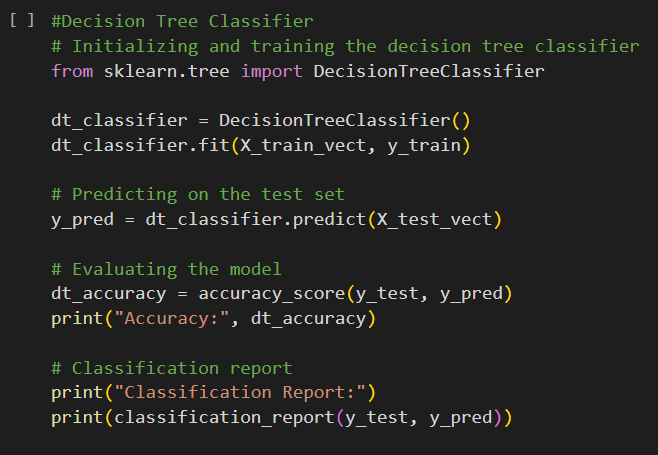 [ ] #Decision Tree Classifier
# Initializing and training the decision tree classifier
from sklearn.tree import DecisionTreeClassifier
dt_classifier = DecisionTreeClassifier()
dt_classifier.fit(X_train_vect, y_train)
# Predicting on the test set
y_pred = dt_classifier.predict(X_test_vect)
# Evaluating the model
dt_accuracy = accuracy_score(y_test, y_pred)
print("Accuracy:", dt_accuracy)
# Classification report
print("Classification Report:")
print(classification_report(y_test, y_pred))